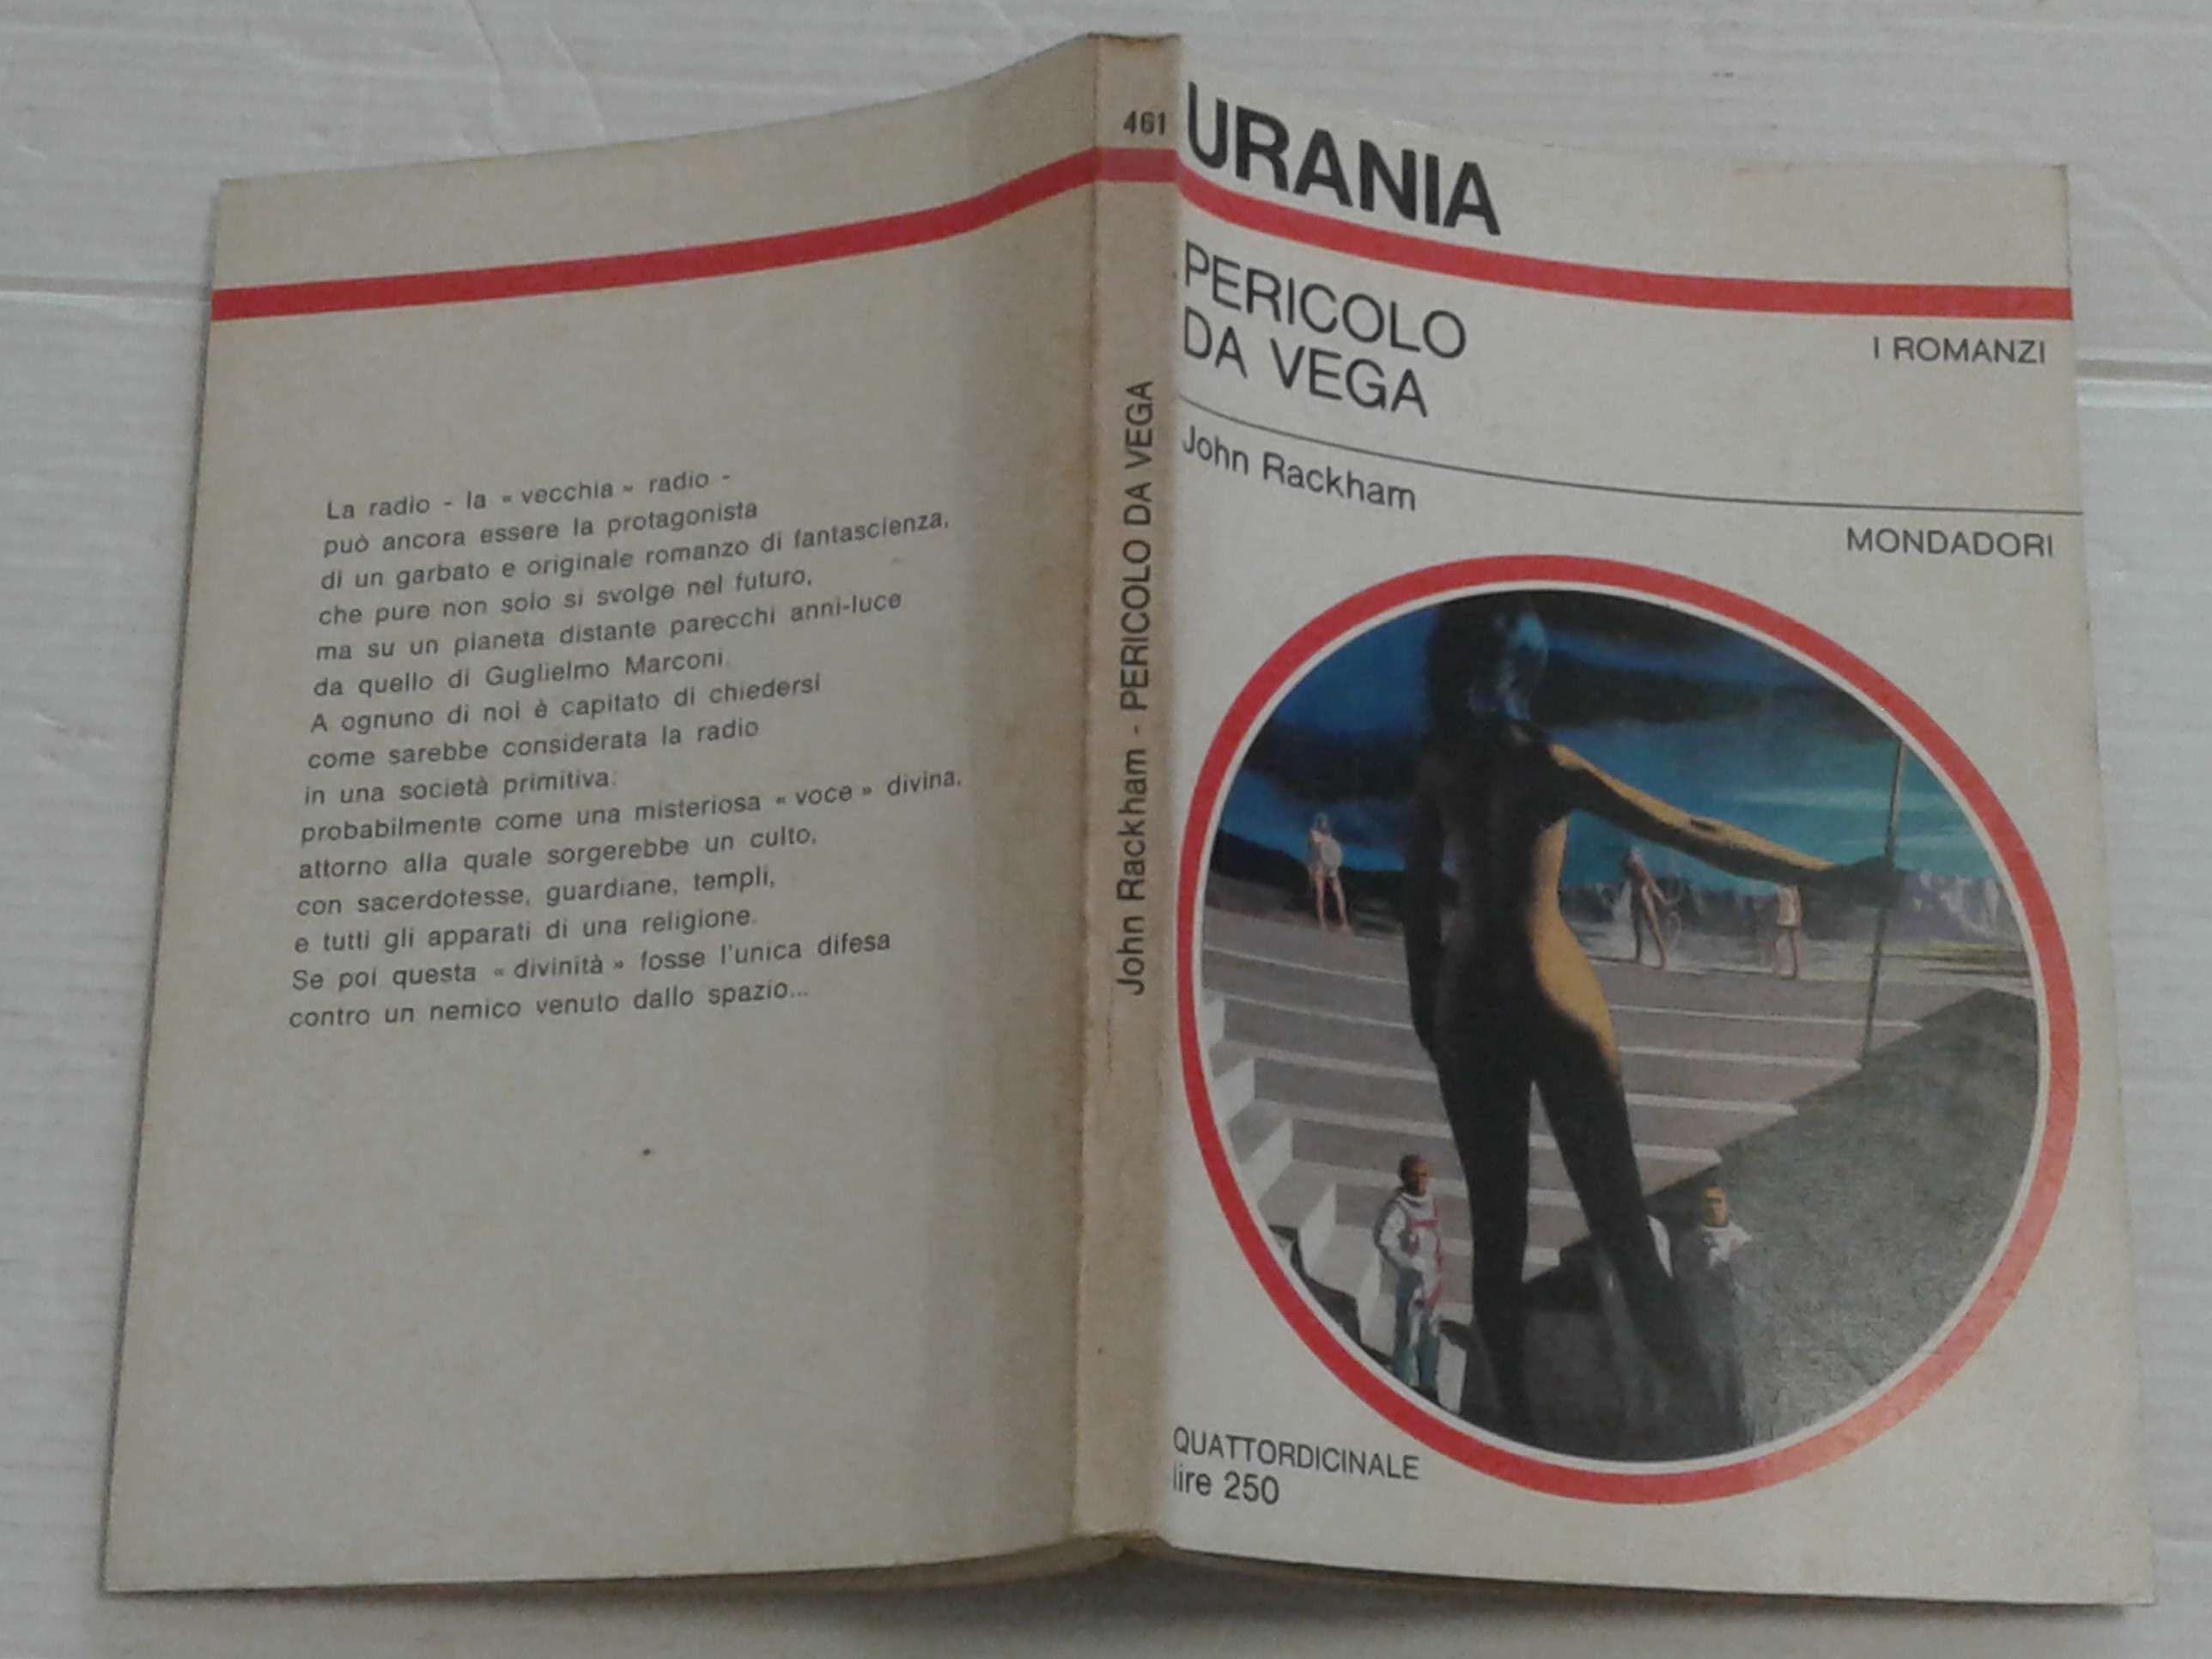 La radio - la « vecchia » radio -
può ancora essere la protagonista
di un garbato e originale romanzo di fantascienza,
che pure non solo si svolge nel futuro,
ma su un pianeta distante parecchi anni-luce
da quello di Guglielmo Marconi.
A ognuno di noi è capitato di chiedersi
come sarebbe considerata la radio
in una società primitiva:
probabilmente come una misteriosa « voce » divina,
attorno alla quale sorgerebbe un culto,
con sacerdotesse, guardiane, templi,
e tutti gli apparati di una religione.
Se poi questa « divinità » fosse l'unica difesa
contro un nemico venuto dallo spazio...
461
John Rackham - PERICOLO DA VEGA
URANIA
PERICOLO
DA VEGA
I ROMANZI
John Rackham
MONDADORI
QUATTORDICINALE
lire 250